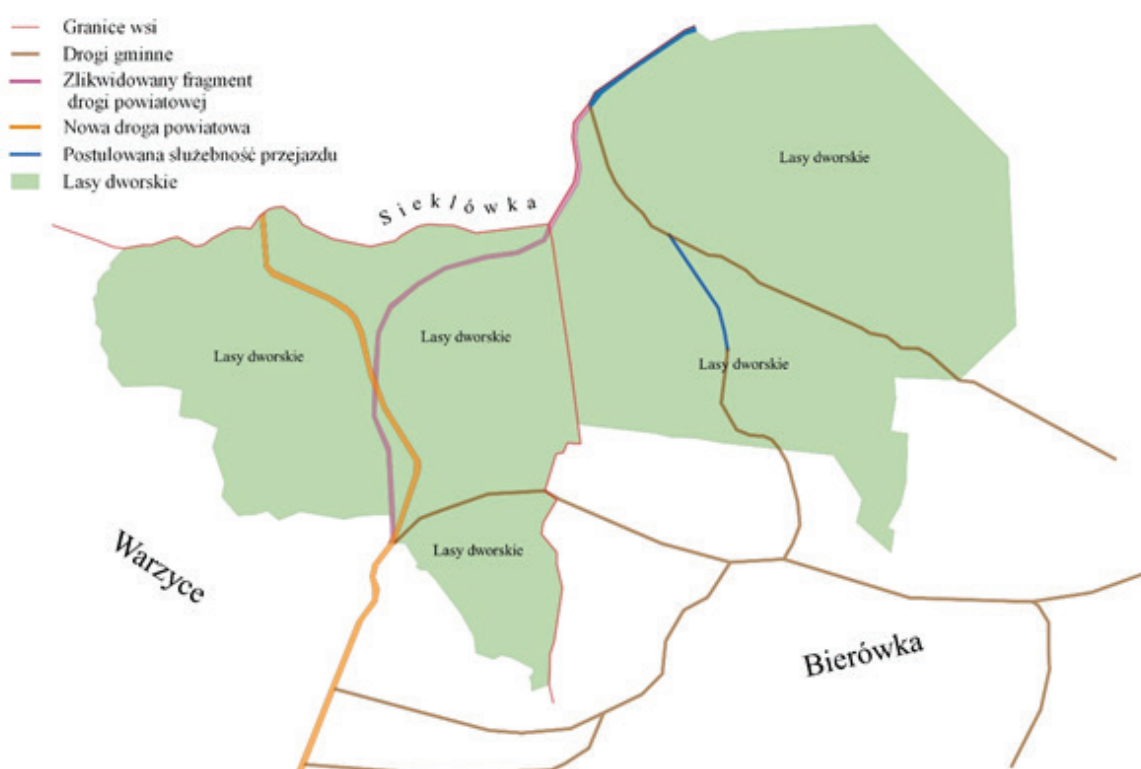 Granice wsi
Drogi gminne
Zlikwidowany fragment
drogi powiatowej
Nowa droga powiatowa
Postulowana służebność przejazdu
Lasy dworskie
Sieklówka
Lasy dworskie
Lasy dworskie
Lasy dworskie
Lasy dworskie
Lasy dworskie
Warzyce
Bierówka